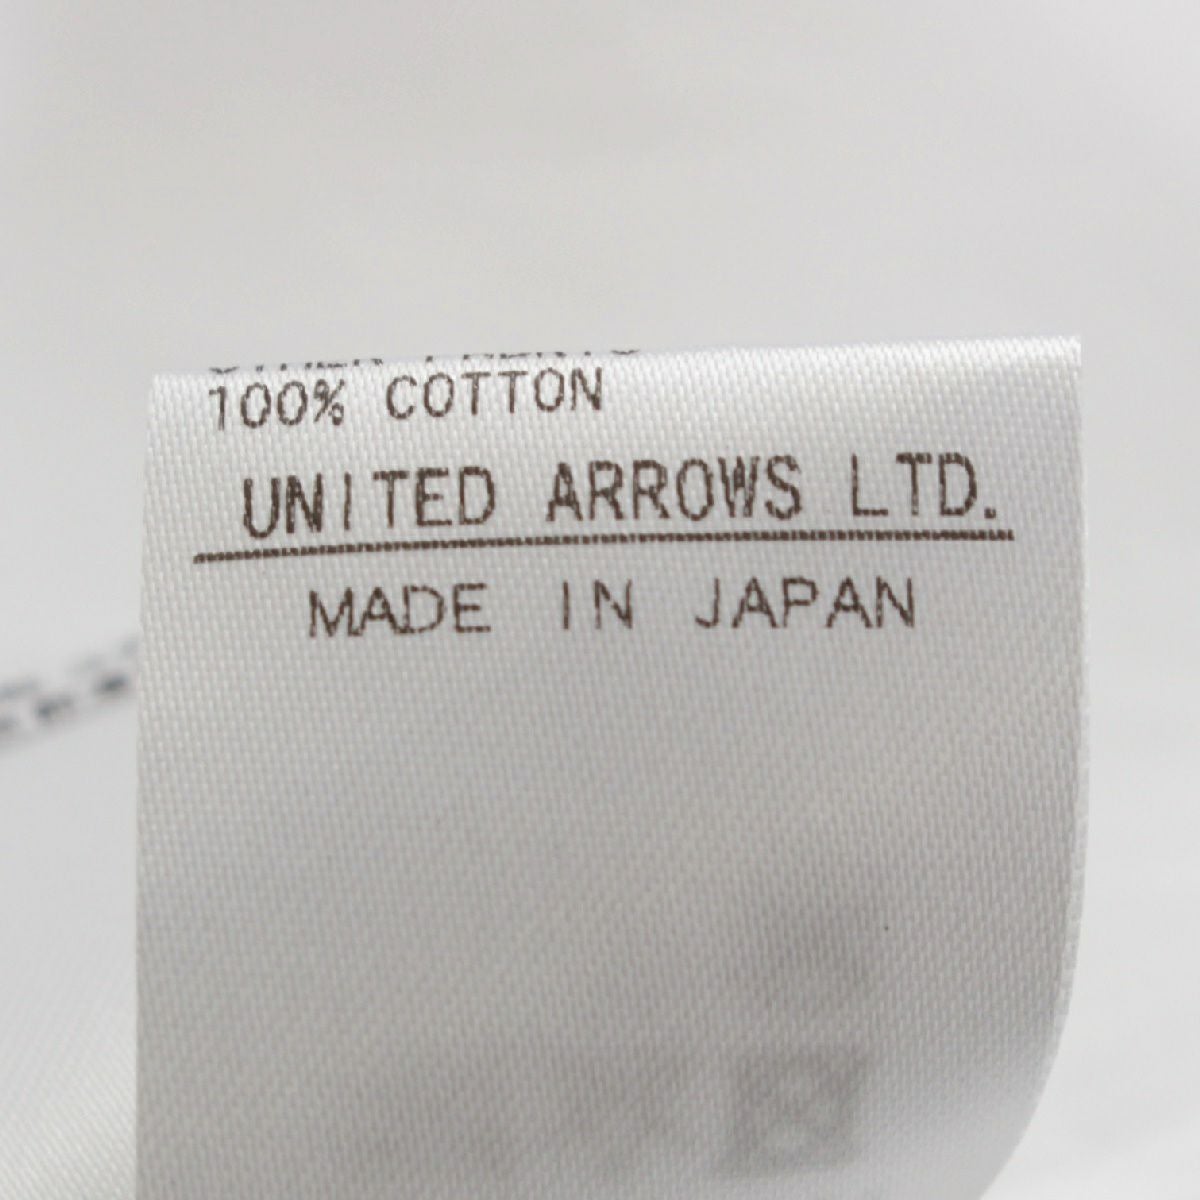 100% COTTON
UNITED ARROWS LTD.
MADE IN JAPAN